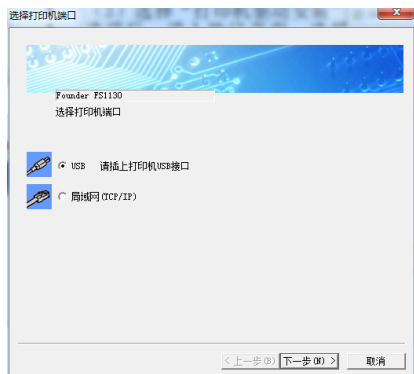 选择打印机端口
Founder FS1130
选择打印机端口
USB 请插上打印机USB接口
局域网(TCP/IP)
< 上一步(B) 下一步(N) > 取消